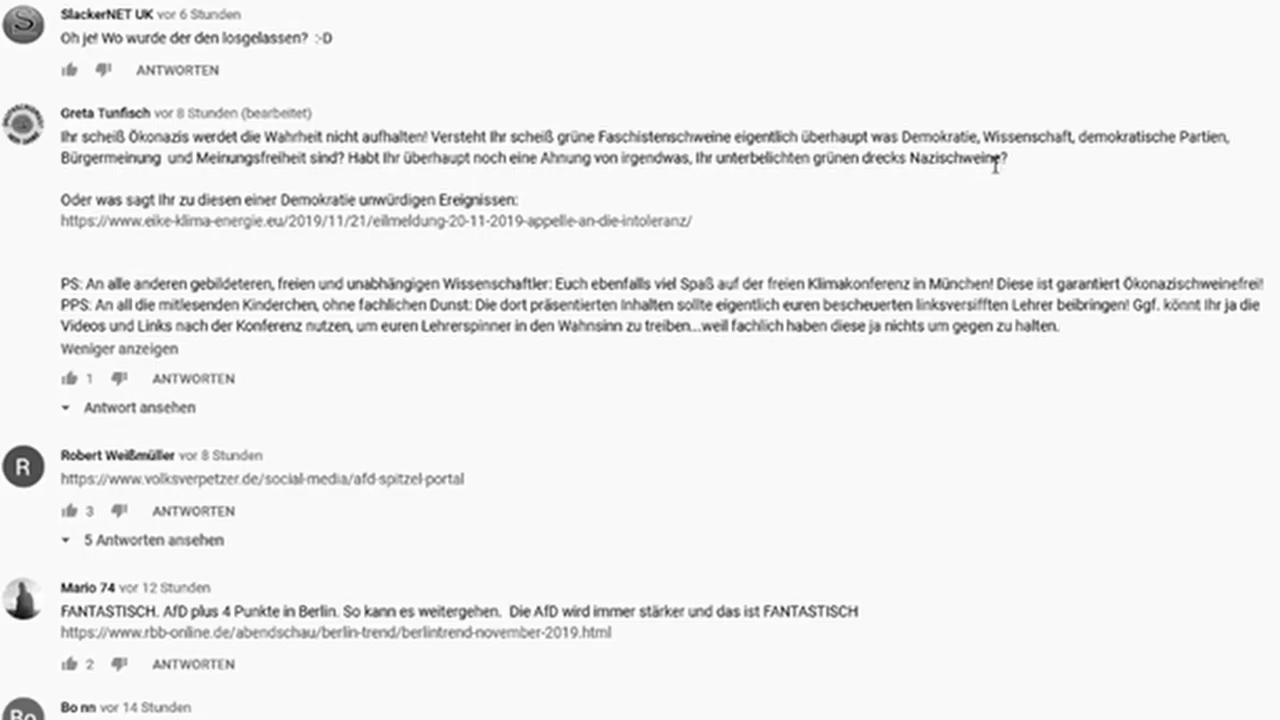 SlackerNET UK vor 6 Stunden
Oh je! Wo wurde der den losgelassen? :-D
ANTWORTEN
Greta Tunfisch vor 8 Stunden (bearbeitet)
Ihr scheiß Ökonazis werdet die Wahrheit nicht aufhalten! Versteht Ihr scheiß grüne Faschistenschweine eigentlich überhaupt was Demokratie, Wissenschaft, demokratische Partien,
Bürgermeinung und Meinungsfreiheit sind? Habt Ihr überhaupt noch eine Ahnung von irgendwas, Ihr unterbelichten grünen drecks Nazischweine?
Oder was sagt Ihr zu diesen einer Demokratie unwürdigen Ereignissen:
https://www.eike-klima-energie.eu/2019/11/21/eilmeldung-20-11-2019-appelle-an-die-intoleranz/
PS: An alle anderen gebildeteren, freien und unabhängigen Wissenschaftler: Euch ebenfalls viel Spaß auf der freien Klimakonferenz in München! Diese ist garantiert Ökonazischweinefrei!
PPS: An all die mitlesenden Kinderchen, ohne fachlichen Dunst: Die dort präsentierten Inhalten sollte eigentlich euren bescheuerten linksversifften Lehrer beibringen! Ggf. könnt Ihr ja die
Videos und Links nach der Konferenz nutzen, um euren Lehrerspinner in den Wahnsinn zu treiben...weil fachlich haben diese ja nichts um gegen zu halten.
Weniger anzeigen
1 ANTWORTEN
Antwort ansehen
R
Robert Weißmüller vor 8 Stunden
https://www.volksverpetzer.de/social-media/afd-spitzel-portal
3 ANTWORTEN
5 Antworten ansehen
Mario 74 vor 12 Stunden
FANTASTISCH. AfD plus 4 Punkte in Berlin. So kann es weitergehen. Die AfD wird immer stärker und das ist FANTASTISCH
https://www.rbb-online.de/abendschau/berlin-trend/berlintrend-november-2019.html
2 ANTWORTEN
Bo
Bo nn vor 14 Stunden